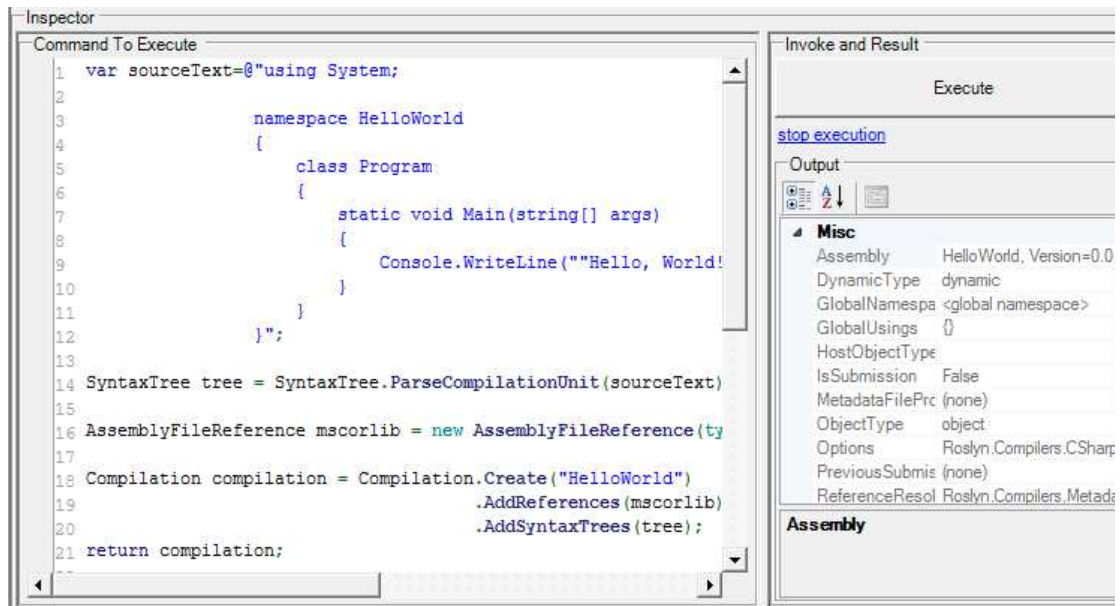 Inspector
Command To Execute
1 var sourceText=@"using System;
2
3 namespace HelloWorld
4 {
5 class Program
6 {
7 static void Main(string[] args)
8 {
9 Console.WriteLine(""Hello, World!
10 }
11 }
12 }";
13
14 SyntaxTree tree = SyntaxTree.ParseCompilationUnit(sourceText)
15
16 AssemblyFileReference mscorlib = new AssemblyFileReference(ty
17
18 Compilation compilation = Compilation.Create("HelloWorld")
19 .AddReferences(mscorlib)
20 .AddSyntaxTrees(tree);
21 return compilation;
Invoke and Result
Execute
stop execution
Output
Misc
Assembly HelloWorld, Version=0.0
DynamicType dynamic
GlobalNamespa <global namespace>
GlobalUsings {}
HostObjectType
IsSubmission False
MetadataFilePrc (none)
ObjectType object
Options Roslyn.Compilers.CSharp
PreviousSubmis (none)
ReferenceResol Roslyn.Compilers.Metada
Assembly